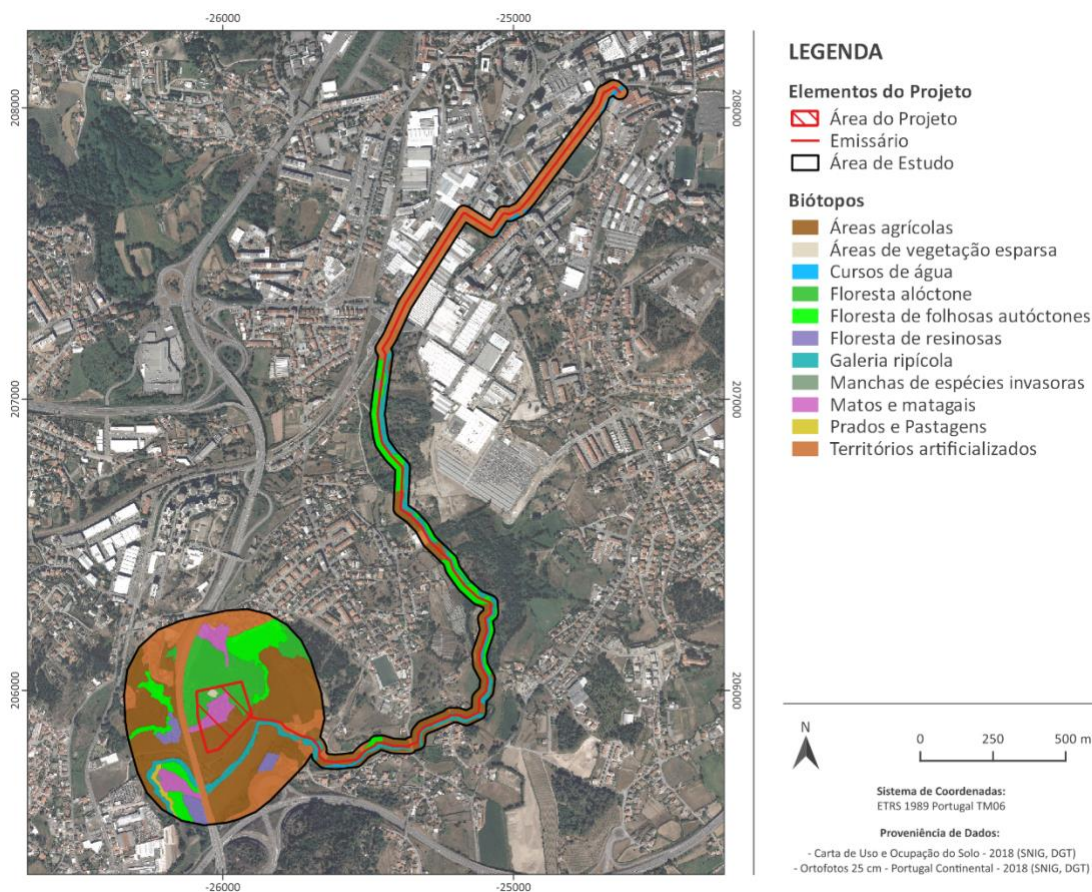 -26000
-25000
208000
208000
207000
207000
206000
206000
-26000
-25000
LEGENDA
Elementos do Projeto
Área do Projeto
Emissário
Área de Estudo
Biótopos
Áreas agrícolas
Áreas de vegetação esparsa
Cursos de água
Floresta alóctone
Floresta de folhosas autóctones
Floresta de resinosas
Galeria ripícola
Manchas de espécies invasoras
Matos e matagais
Prados e Pastagens
Territórios artificializados
N
0 250 500 m
Sistema de Coordenadas:
ETRS 1989 Portugal TM06
Proveniência de Dados:
- Carta de Uso e Ocupação do Solo - 2018 (SNIG, DGT)
- Ortofotos 25 cm - Portugal Continental - 2018 (SNIG, DGT)